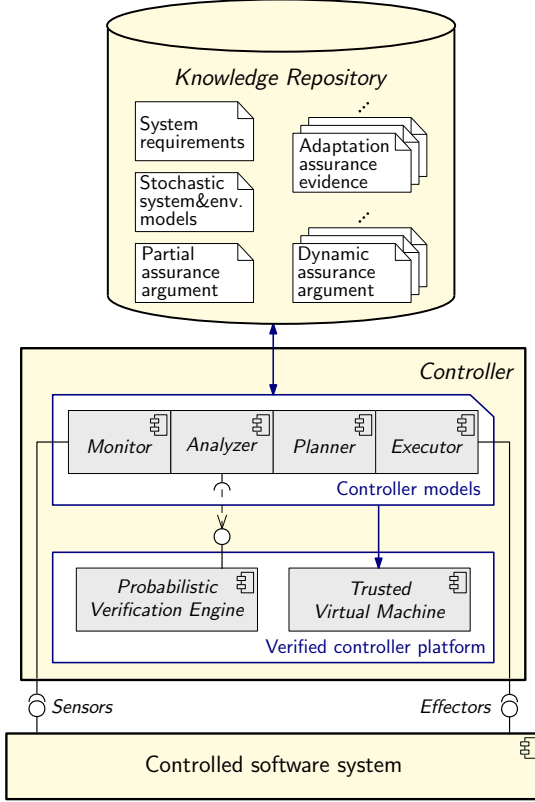 Knowledge Repository
System
requirements
Stochastic
system&env.
models
Partial
assurance
argument
Adaptation
assurance
evidence
Dynamic
assurance
argument
Controller
Monitor
Analyzer
Planner
Executor
Controller models
Probabilistic
Verification Engine
Trusted
Virtual Machine
Verified controller platform
Sensors
Effectors
Controlled software system